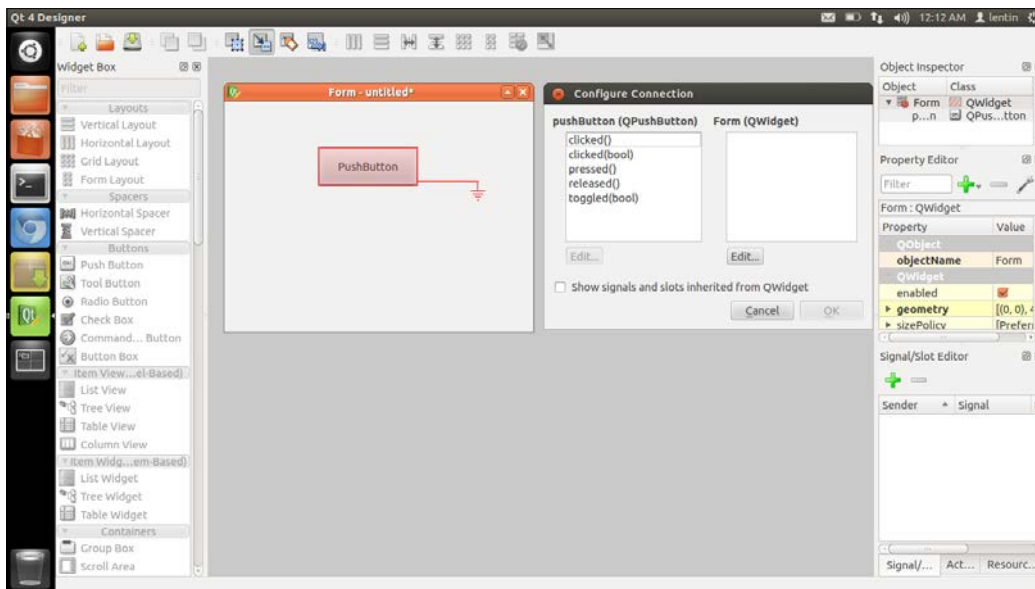 Qt 4 Designer
12:12 AM lentin
Widget Box
Filter
Layouts
Vertical Layout
Horizontal Layout
Grid Layout
Form Layout
Spacers
Horizontal Spacer
Vertical Spacer
Buttons
Push Button
Tool Button
Radio Button
Check Box
Command... Button
Button Box
Item View...el-Based)
List View
Tree View
Table View
Column View
Item Widg...em-Based)
List Widget
Tree Widget
Table Widget
Containers
Group Box
Scroll Area
Form - untitled*
PushButton
Configure Connection
pushButton (QPushButton) Form (QWidget)
clicked()
clicked(bool)
pressed()
released()
toggled(bool)
Edit... Edit...
Show signals and slots inherited from QWidget
Cancel OK
Object Inspector
Object Class
Form QWidget
p...n QPus...tton
Property Editor
Filter
Form : QWidget
Property Value
QObject
objectName Form
QWidget
enabled
geometry [(0, 0), 4
sizePolicy [Prefer
Signal/Slot Editor
Sender Signal
Signal/... Act... Resourc...